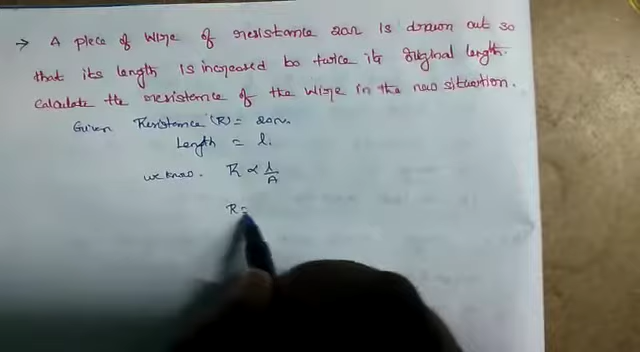 → A piece of wire of resistance 20Ω is drawn out so
that its length is increased to twice its original length.
Calculate the resistance of the wire in the new situation.
Given Resistance (R) = 20Ω.
Length = l.
we know. R ∝ l/A
R =